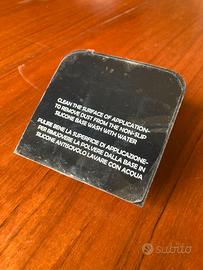 CLEAN THE SURFACE OF APPLICATION-
TO REMOVE DUST FROM THE NON-SLIP
SILICONE BASE WASH WITH WATER
PULIRE BENE LA SUPERFICIE DI APPLICAZIONE-
PER RIMUOVERE LA POLVERE DALLA BASE IN
SILICONE ANTISCIVOLO LAVARE CON ACQUA
subito